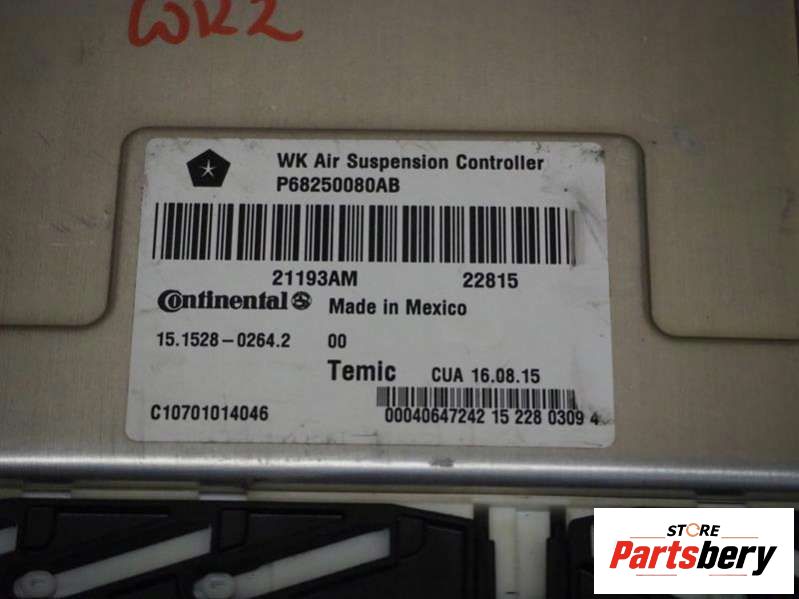 WK2
WK Air Suspension Controller
P68250080AB
21193AM 22815
Continental Made in Mexico
15.1528-0264.2 00
Temic CUA 16.08.15
C10701014046 00040647242 15 228 0309 4
STORE
Partsbery